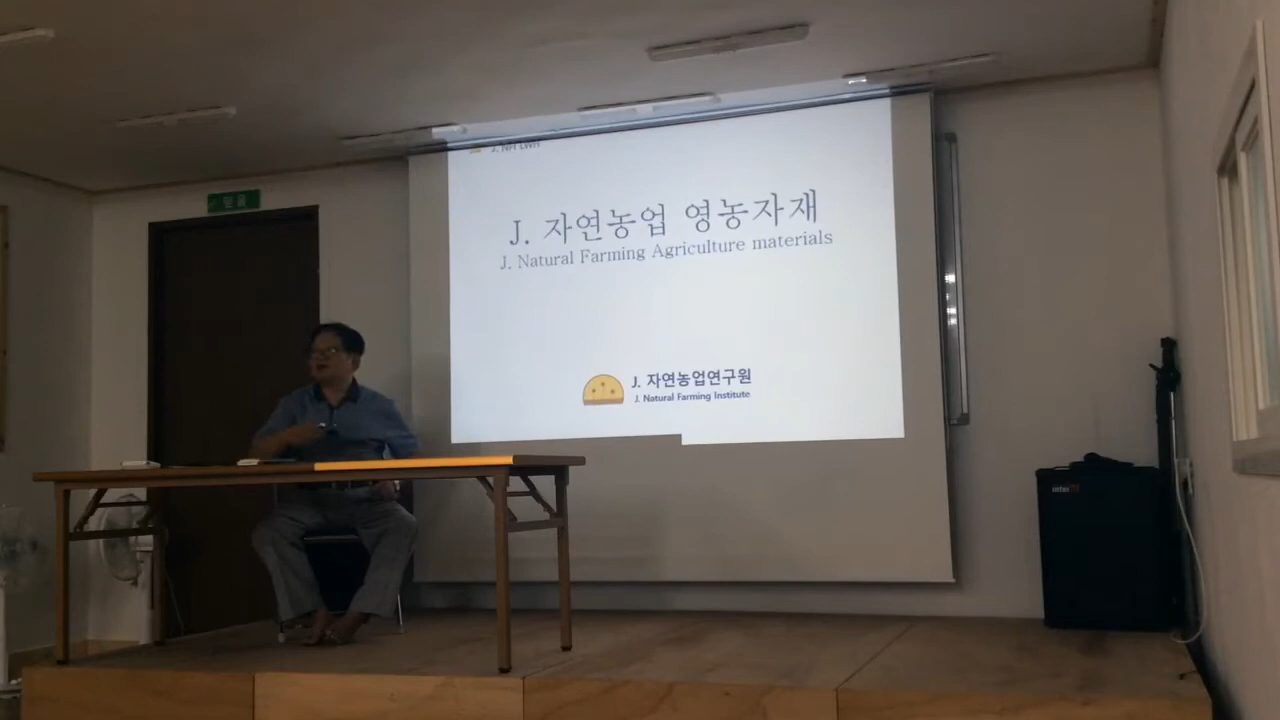 J. 자연농업 영농자재
J. Natural Farming Agriculture materials
J. 자연농업연구원
J. Natural Farming Institute